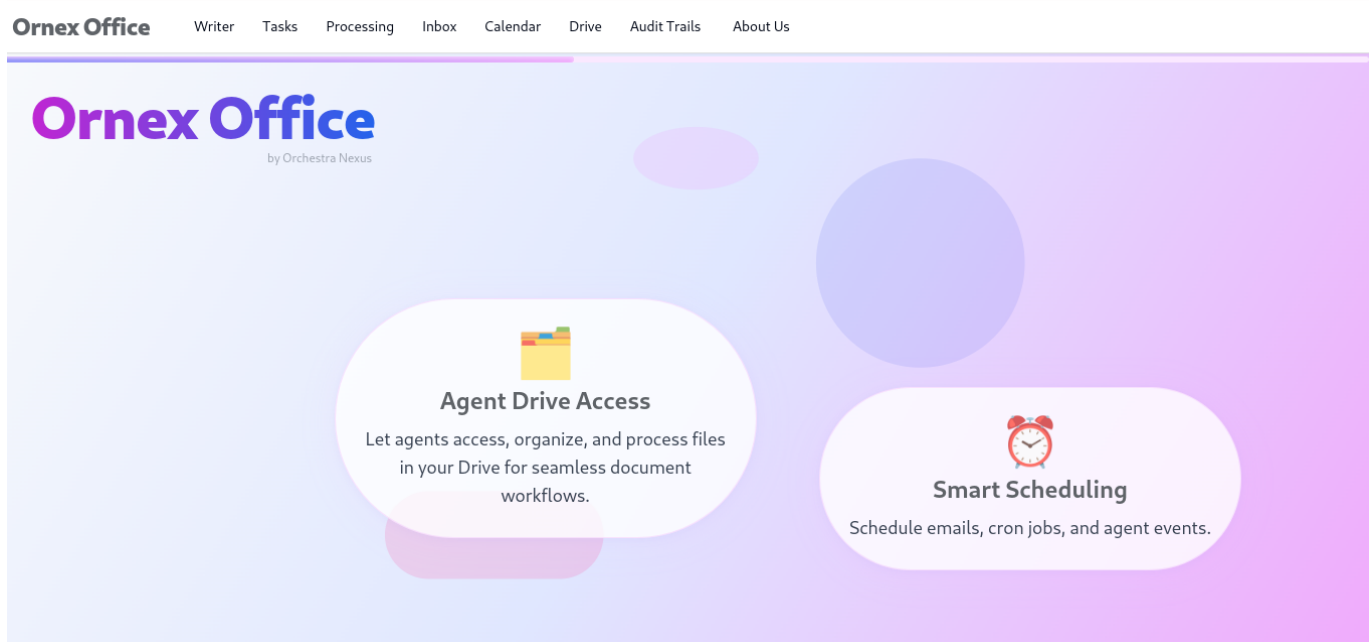 Ornex Office
Writer
Tasks
Processing
Inbox
Calendar
Drive
Audit Trails
About Us
Ornex Office
by Orchestra Nexus
Agent Drive Access
Let agents access, organize, and process files
in your Drive for seamless document
workflows.
Smart Scheduling
Schedule emails, cron jobs, and agent events.